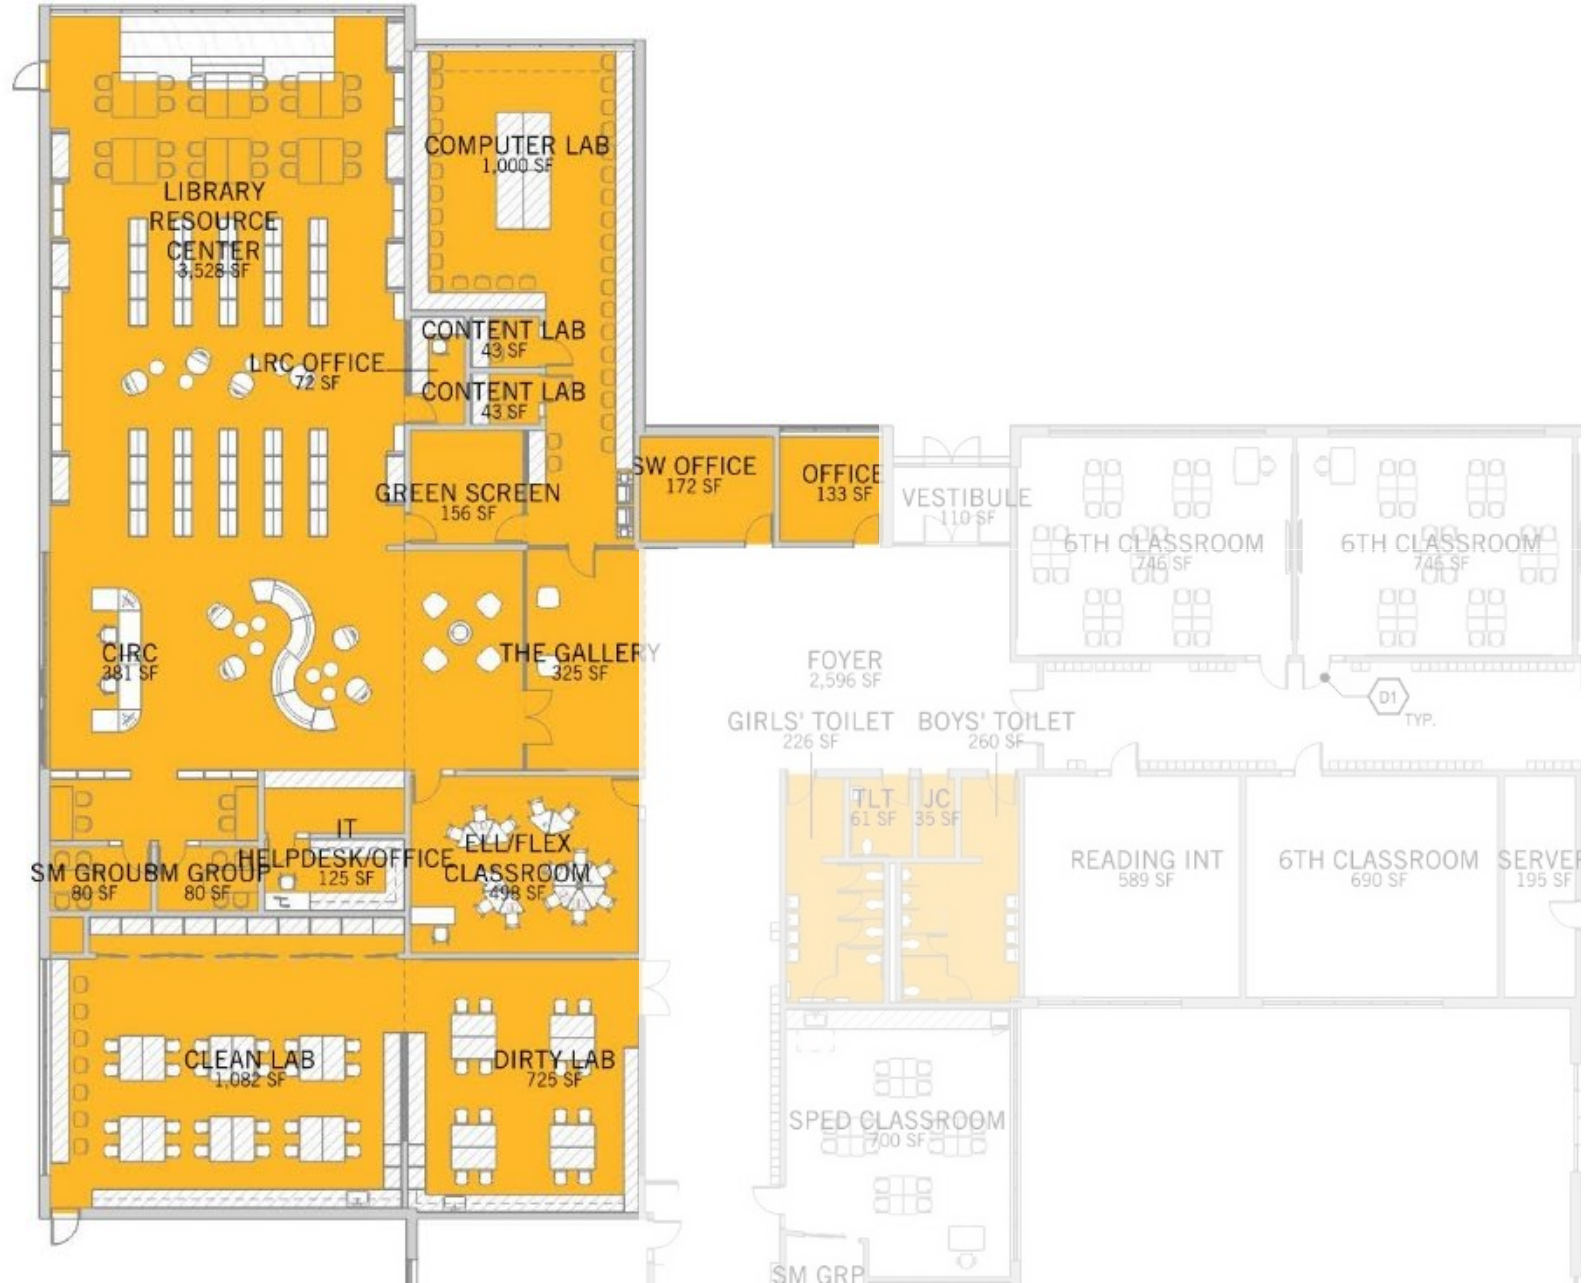 COMPUTER LAB
1,000 SF
LIBRARY
RESOURCE
CENTER
3,528 SF
CONTENT LAB
43 SF
LRC OFFICE
72 SF
CONTENT LAB
43 SF
SW OFFICE
172 SF
OFFICE
133 SF
GREEN SCREEN
156 SF
VESTIBULE
110 SF
6TH CLASSROOM
746 SF
6TH CLASSROOM
746 SF
CIRC
381 SF
THE GALLERY
325 SF
FOYER
2,596 SF
D1
TYP.
GIRLS' TOILET
226 SF
BOYS' TOILET
260 SF
TLT
61 SF
JC
35 SF
IT
HELPDESK/OFFICE
125 SF
ELL/FLEX
CLASSROOM
498 SF
SM GROUP
80 SF
SM GROUP
80 SF
READING INT
589 SF
6TH CLASSROOM
690 SF
SERVER
195 SF
CLEAN LAB
1,082 SF
DIRTY LAB
725 SF
SPED CLASSROOM
700 SF
SM GRP